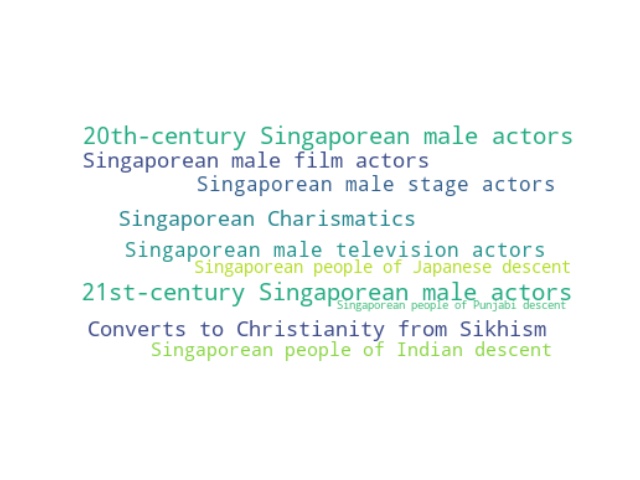 20th-century Singaporean male actors
Singaporean male film actors
Singaporean male stage actors
Singaporean Charismatics
Singaporean male television actors
Singaporean people of Japanese descent
21st-century Singaporean male actors
Singaporean people of Punjabi descent
Converts to Christianity from Sikhism
Singaporean people of Indian descent